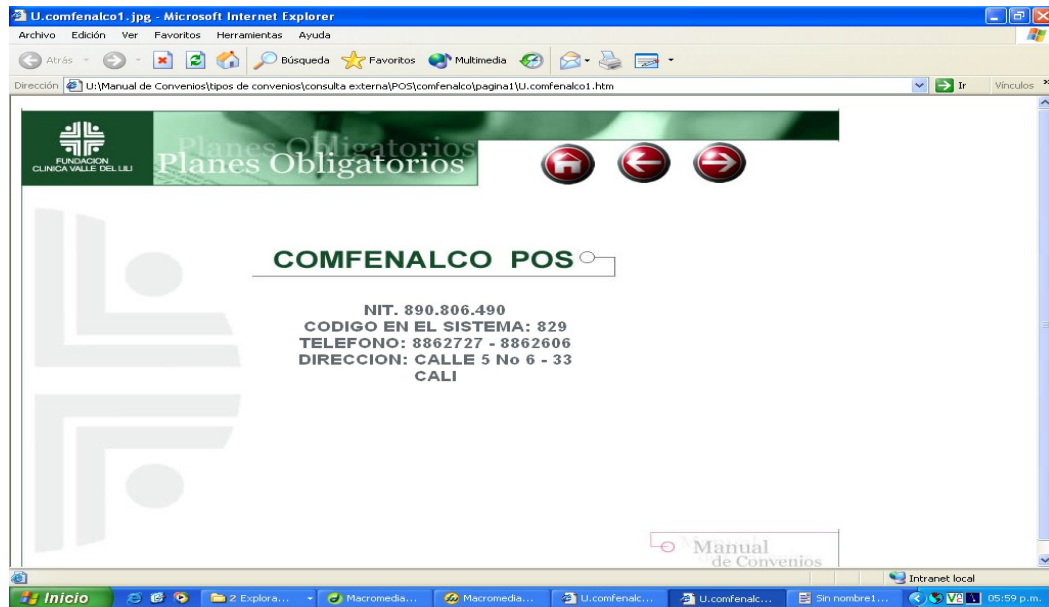 U.comfenalco1.jpg - Microsoft Internet Explorer
Archivo Edición Ver Favoritos Herramientas Ayuda
Atrás Búsqueda Favoritos Multimedia
Dirección U:\Manual de Convenios\tipos de convenios\consulta externa\POS\comfenalco\pagina1\U.comfenalco1.htm Ir Vínculos »
FUNDACION
CLINICA VALLE DEL LILI
Planes Obligatorios
Planes Obligatorios
COMFENALCO POS
NIT. 890.806.490
CODIGO EN EL SISTEMA: 829
TELEFONO: 8862727 - 8862606
DIRECCION: CALLE 5 No 6 - 33
CALI
Manual
de Convenios
Intranet local
Inicio 2 Explora... Macromedia... Macromedia... U.comfenalc... U.comfenalc... Sin nombre1... 05:59 p.m.